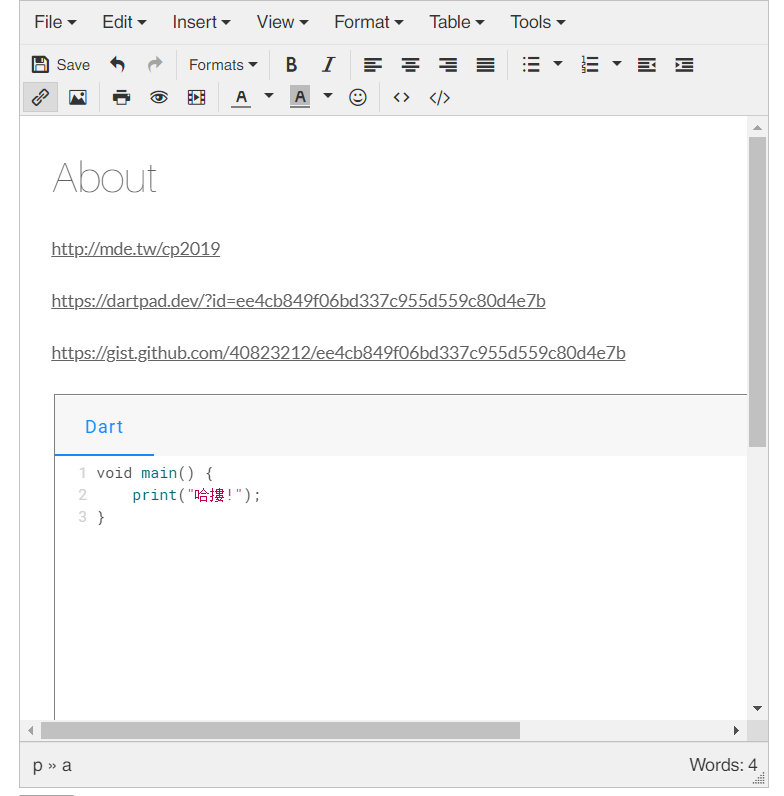 File Edit Insert View Format Table Tools
Save Formats B I
A A
About
http://mde.tw/cp2019
https://dartpad.dev/?id=ee4cb849f06bd337c955d559c80d4e7b
https://gist.github.com/40823212/ee4cb849f06bd337c955d559c80d4e7b
Dart
1 void main() {
2 print("哈摟!");
3 }
p » a Words: 4